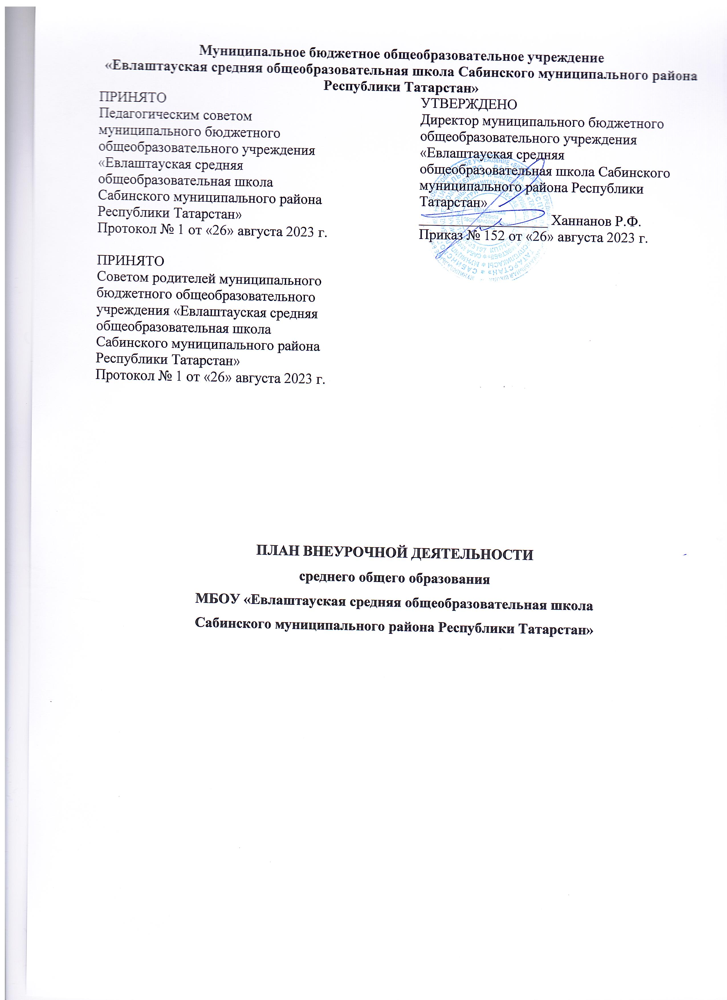 Муниципальное бюджетное общеобразовательное учреждение
«Евлаштауская средняя общеобразовательная школа Сабинского муниципального района
Республики Татарстан»
ПРИНЯТО
Педагогическим советом
муниципального бюджетного
общеобразовательного учреждения
«Евлаштауская средняя
общеобразовательная школа
Сабинского муниципального района
Республики Татарстан»
Протокол № 1 от «26» августа 2023 г.
ПРИНЯТО
Советом родителей муниципального
бюджетного общеобразовательного
учреждения «Евлаштауская средняя
общеобразовательная школа
Сабинского муниципального района
Республики Татарстан»
Протокол № 1 от «26» августа 2023 г.
УТВЕРЖДЕНО
Директор муниципального бюджетного
общеобразовательного учреждения
«Евлаштауская средняя
общеобразовательная школа Сабинского
муниципального района Республики
Татарстан»
Ханнанов Р.Ф.
Приказ № 152 от «26» августа 2023 г.
ПЛАН ВНЕУРОЧНОЙ ДЕЯТЕЛЬНОСТИ
среднего общего образования
МБОУ «Евлаштауская средняя общеобразовательная школа
Сабинского муниципального района Республики Татарстан»